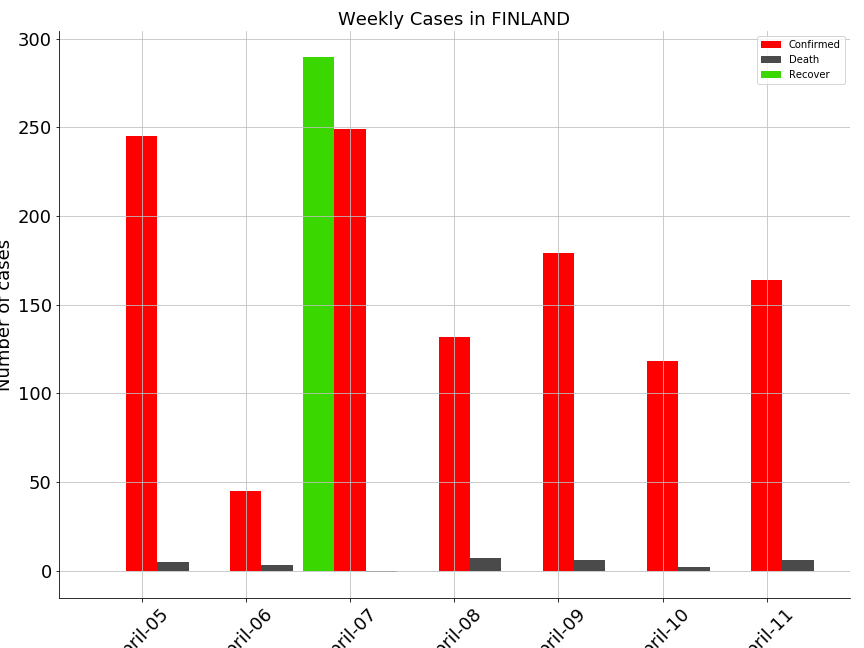 Weekly Cases in FINLAND
Confirmed
Death
Recover
300
250
200
150
100
50
0
Number of cases
pril-05
pril-06
pril-07
pril-08
pril-09
pril-10
pril-11